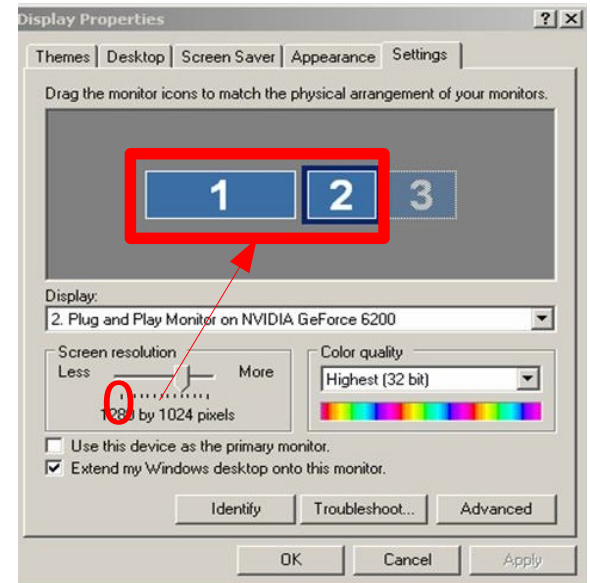 Display Properties
Themes Desktop Screen Saver Appearance Settings
Drag the monitor icons to match the physical arrangement of your monitors.
1 2 3
Display:
2. Plug and Play Monitor on NVIDIA GeForce 6200
Screen resolution
Less More
0
1280 by 1024 pixels
Color quality
Highest (32 bit)
Use this device as the primary monitor.
Extend my Windows desktop onto this monitor.
Identify Troubleshoot... Advanced
OK Cancel Apply